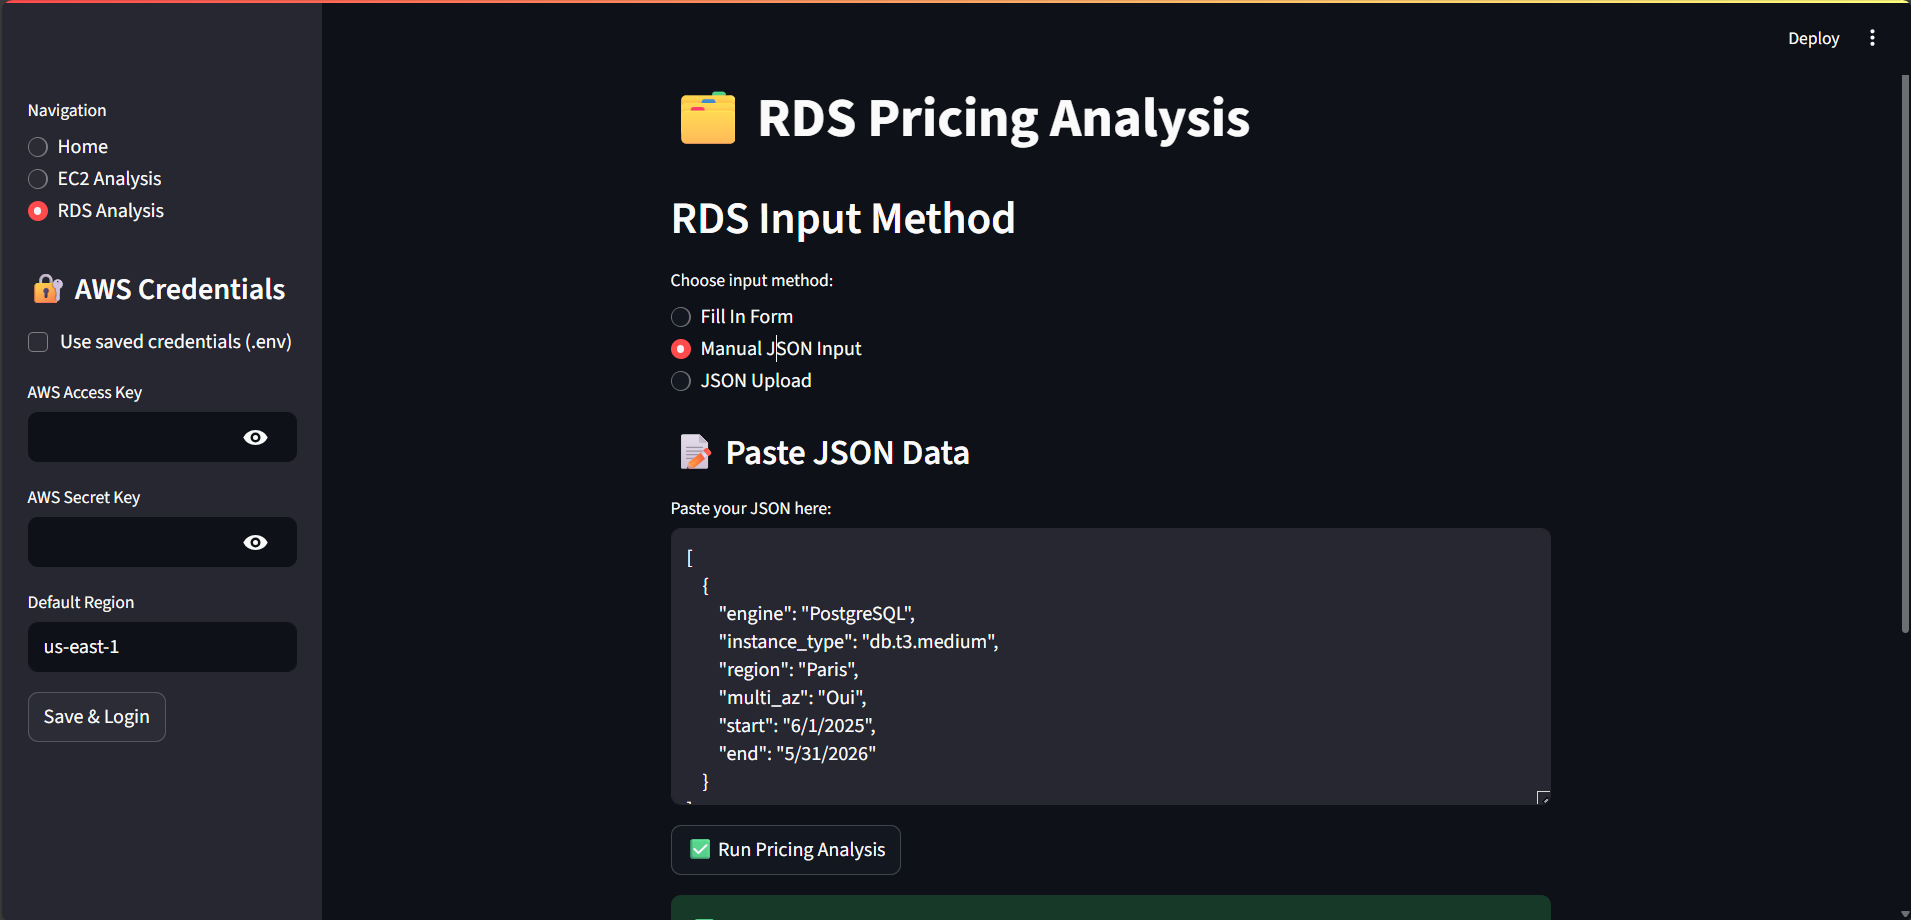 Deploy
Navigation
Home
EC2 Analysis
RDS Analysis
AWS Credentials
Use saved credentials (.env)
AWS Access Key
AWS Secret Key
Default Region
us-east-1
Save & Login
RDS Pricing Analysis
RDS Input Method
Choose input method:
Fill In Form
Manual JSON Input
JSON Upload
Paste JSON Data
Paste your JSON here:
[
{
"engine": "PostgreSQL",
"instance_type": "db.t3.medium",
"region": "Paris",
"multi_az": "Oui",
"start": "6/1/2025",
"end": "5/31/2026"
}
Run Pricing Analysis